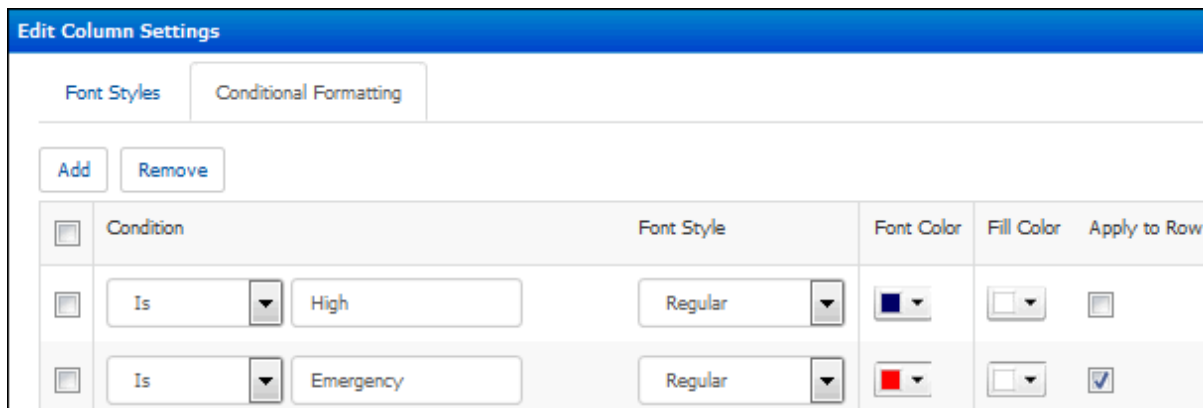 Edit Column Settings
Font Styles Conditional Formatting
Add Remove
Condition Font Style Font Color Fill Color Apply to Row
Is High Regular
Is Emergency Regular